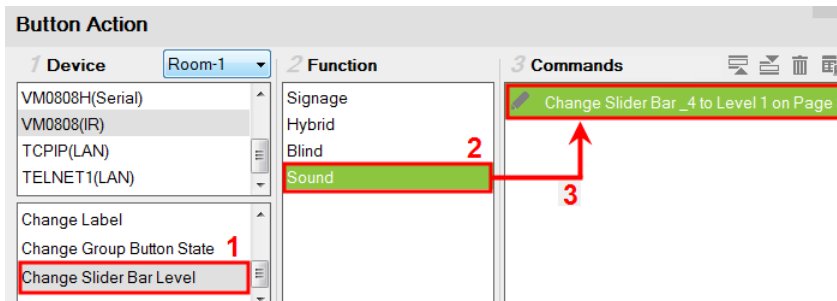 Button Action
1 Device Room-1
2 Function
3 Commands
VM0808H(Serial)
VM0808(IR)
TCPIP(LAN)
TELNET1(LAN)
Change Label
Change Group Button State 1
Change Slider Bar Level
Signage
Hybrid
Blind 2
Sound
Change Slider Bar _4 to Level 1 on Page
3